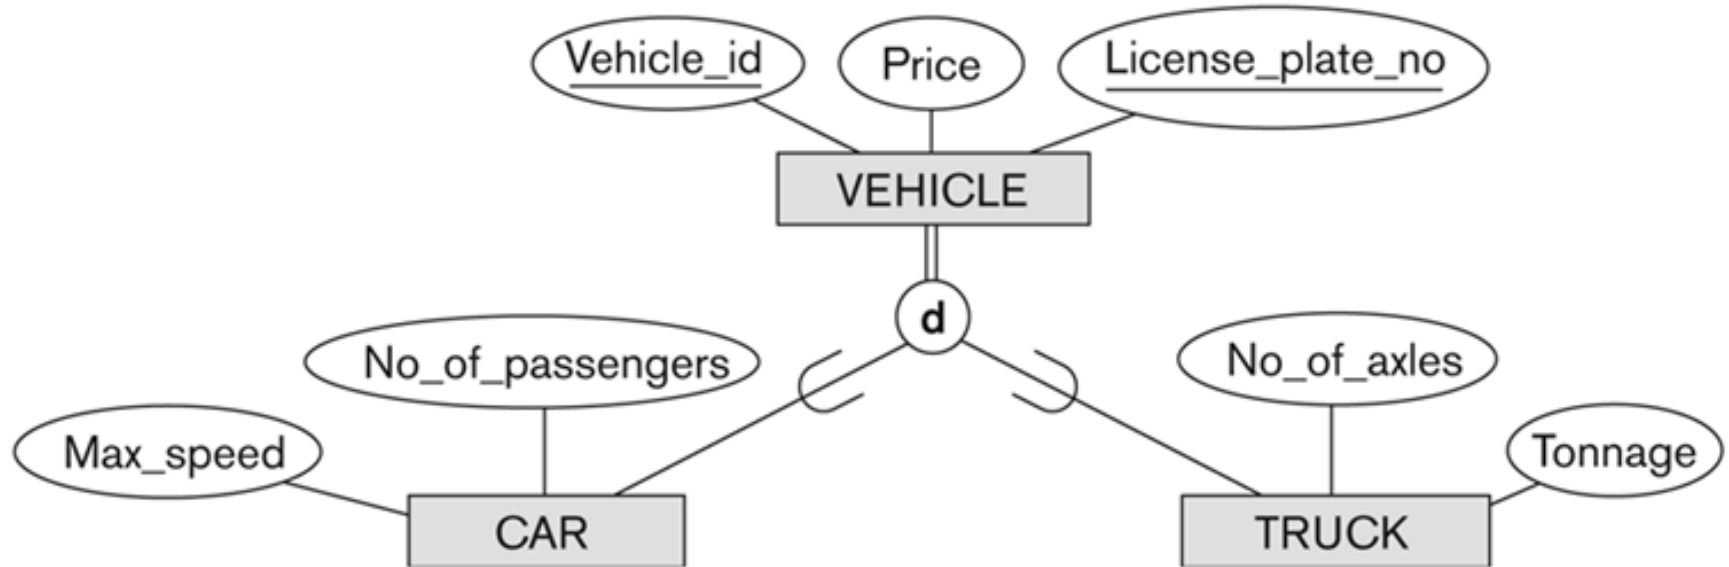 Vehicle_id
Price
License_plate_no
VEHICLE
d
No_of_passengers
No_of_axles
Max_speed
Tonnage
CAR
TRUCK